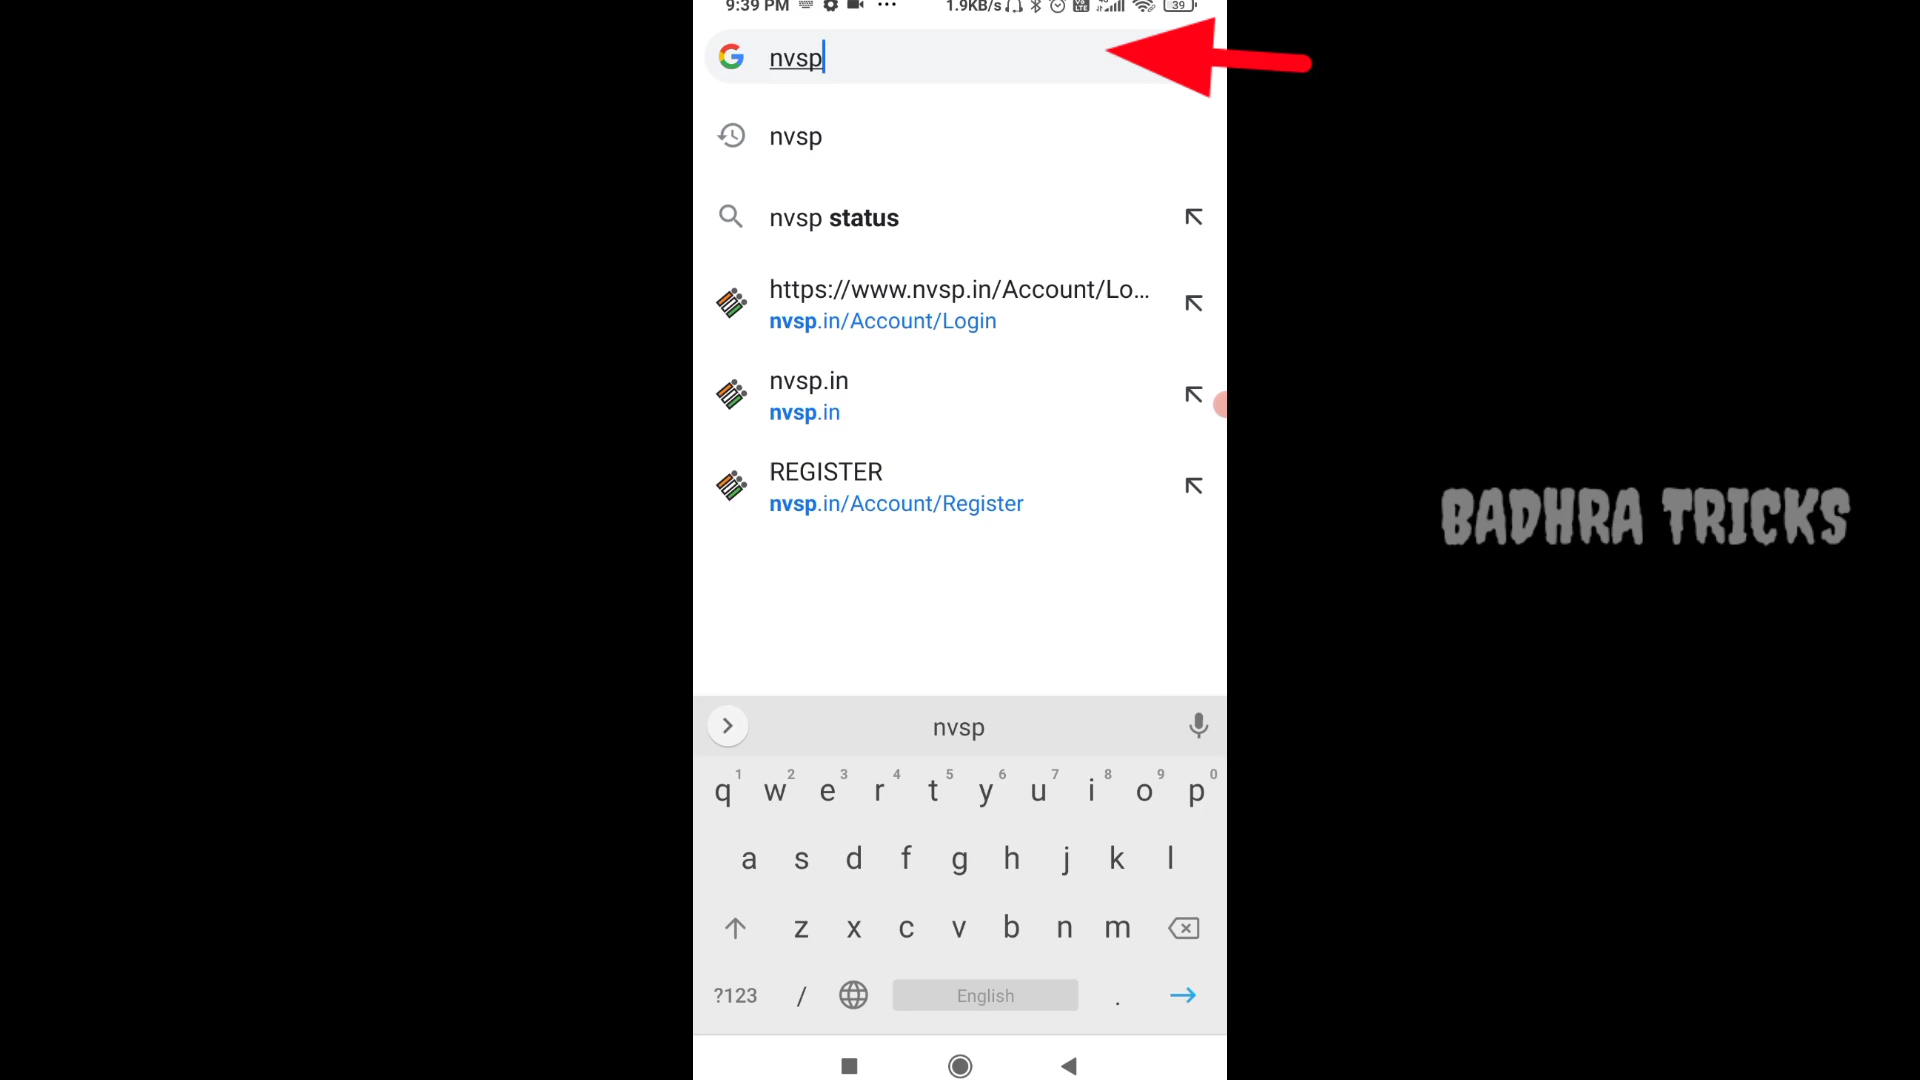 9:39 PM 1.9KB/s 39
nvsp
nvsp
nvsp status
https://www.nvsp.in/Account/Lo...
nvsp.in/Account/Login
nvsp.in
nvsp.in
REGISTER
nvsp.in/Account/Register
BADHRA TRICKS
nvsp
1 2 3 4 5 6 7 8 9 0
q w e r t y u i o p
a s d f g h j k l
z x c v b n m
?123 / English .